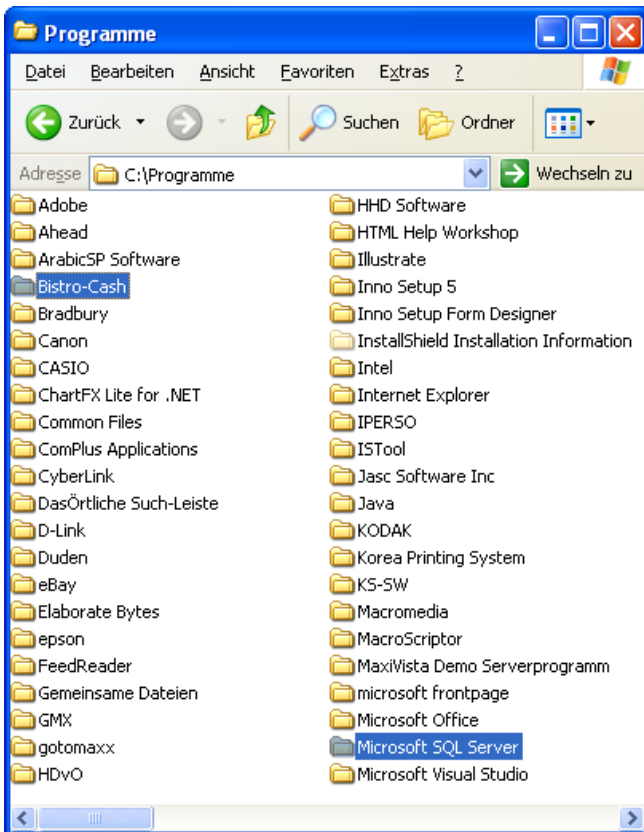 Programme
Datei Bearbeiten Ansicht Favoriten Extras ?
Zurück Suchen Ordner
Adresse C:\Programme Wechseln zu
Adobe
Ahead
ArabicSP Software
Bistro-Cash
Bradbury
Canon
CASIO
ChartFX Lite for .NET
Common Files
ComPlus Applications
CyberLink
DasÖrtliche Such-Leiste
D-Link
Duden
eBay
Elaborate Bytes
epson
FeedReader
Gemeinsame Dateien
GMX
gotomaxx
HDvO
HHD Software
HTML Help Workshop
Illustrate
Inno Setup 5
Inno Setup Form Designer
InstallShield Installation Information
Intel
Internet Explorer
IPERSO
ISTool
Jasc Software Inc
Java
KODAK
Korea Printing System
KS-SW
Macromedia
MacroScriptor
MaxiVista Demo Serverprogramm
microsoft frontpage
Microsoft Office
Microsoft SQL Server
Microsoft Visual Studio